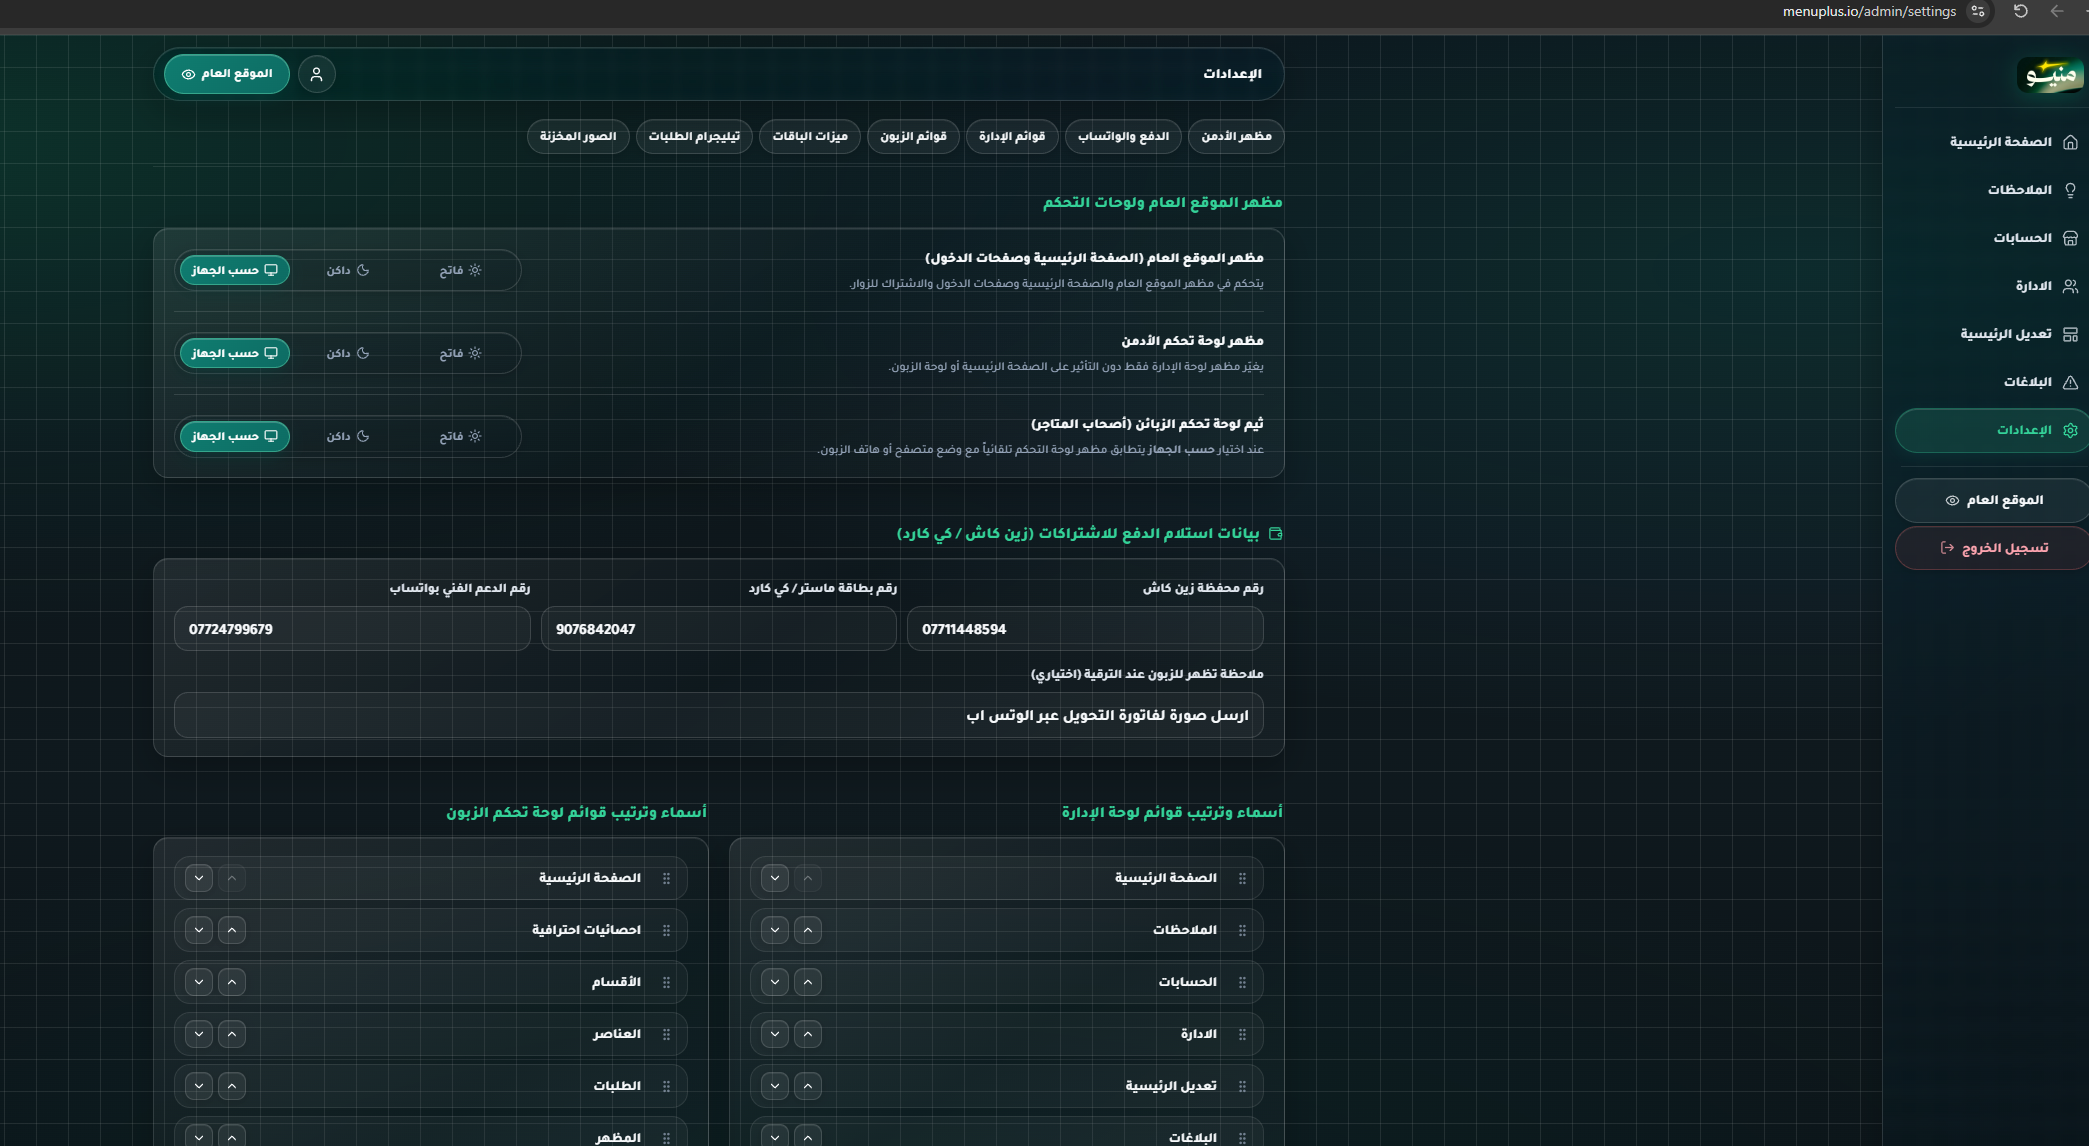 menuplus.io/admin/settings
منيو
الصفحة الرئيسية
الملاحظات
الحسابات
الادارة
تعديل الرئيسية
البلاغات
الإعدادات
الموقع العام
تسجيل الخروج
الإعدادات
الموقع العام
مظهر الأدمن
الدفع والواتساب
قوائم الإدارة
قوائم الزبون
ميزات الباقات
تيليجرام الطلبات
الصور المخزنة
مظهر الموقع العام ولوحات التحكم
مظهر الموقع العام (الصفحة الرئيسية وصفحات الدخول)
يتحكم في مظهر الموقع العام والصفحة الرئيسية وصفحات الدخول والاشتراك للزوار.
فاتح
داكن
حسب الجهاز
مظهر لوحة تحكم الأدمن
يغيّر مظهر لوحة الإدارة فقط دون التأثير على الصفحة الرئيسية أو لوحة الزبون.
فاتح
داكن
حسب الجهاز
ثيم لوحة تحكم الزبائن (أصحاب المتاجر)
عند اختيار حسب الجهاز يتطابق مظهر لوحة التحكم تلقائياً مع وضع متصفح أو هاتف الزبون.
فاتح
داكن
حسب الجهاز
بيانات استلام الدفع للاشتراكات (زين كاش / كي كارد)
رقم محفظة زين كاش
07711448594
رقم بطاقة ماستر / كي كارد
9076842047
رقم الدعم الفني بواتساب
07724799679
ملاحظة تظهر للزبون عند الترقية (اختياري)
ارسل صورة لفاتورة التحويل عبر الوتس اب
أسماء وترتيب قوائم لوحة الإدارة
الصفحة الرئيسية
الملاحظات
الحسابات
الادارة
تعديل الرئيسية
البلاغات
أسماء وترتيب قوائم لوحة تحكم الزبون
الصفحة الرئيسية
احصائيات احترافية
الأقسام
العناصر
الطلبات
المظهر